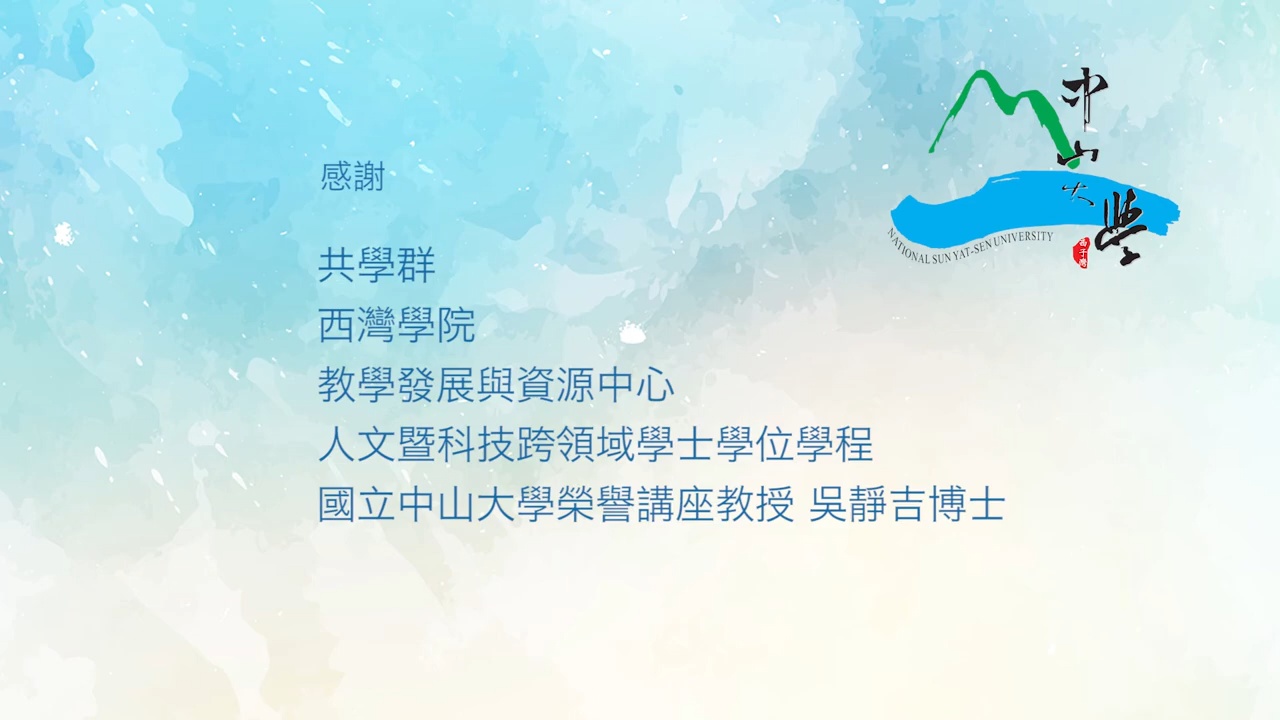 感謝
共學群
西灣學院
教學發展與資源中心
人文暨科技跨領域學士學位學程
國立中山大學榮譽講座教授 吳靜吉博士
中山大學
NATIONAL SUN YAT-SEN UNIVERSITY
西子灣